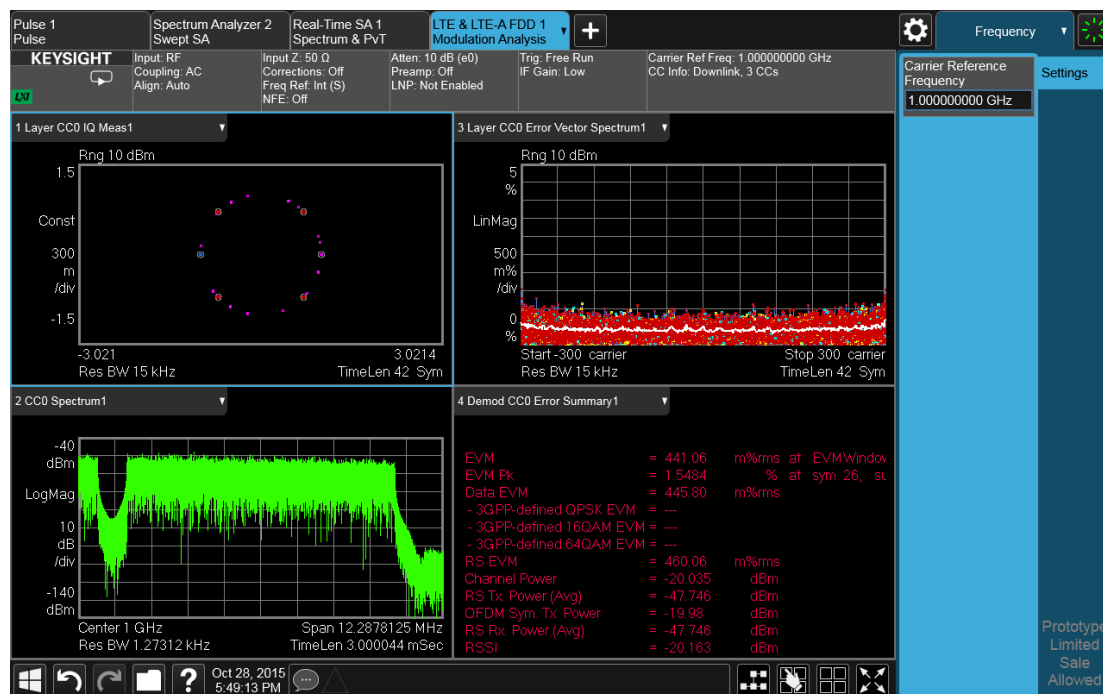 Pulse 1
Pulse
Spectrum Analyzer 2
Swept SA
Real-Time SA 1
Spectrum & PvT
LTE & LTE-A FDD 1
Modulation Analysis
Frequency
KEYSIGHT
LXI
Input: RF
Coupling: AC
Align: Auto
Input Z: 50 Ω
Corrections: Off
Freq Ref: Int (S)
NFE: Off
Atten: 10 dB (e0)
Preamp: Off
LNP: Not Enabled
Trig: Free Run
IF Gain: Low
Carrier Ref Freq: 1.000000000 GHz
CC Info: Downlink, 3 CCs
Carrier Reference
Frequency
1.000000000 GHz
Settings
1 Layer CC0 IQ Meas1
Rng 10 dBm
1.5
Const
300
m
/div
-1.5
-3.021
3.0214
Res BW 15 kHz
TimeLen 42 Sym
3 Layer CC0 Error Vector Spectrum1
Rng 10 dBm
5
%
LinMag
500
m%
/div
0
%
Start -300 carrier
Stop 300 carrier
Res BW 15 kHz
TimeLen 42 Sym
2 CC0 Spectrum1
-40
dBm
LogMag
10
dB
/div
-140
dBm
Center 1 GHz
Span 12.2878125 MHz
Res BW 1.27312 kHz
TimeLen 3.000044 mSec
4 Demod CC0 Error Summary1
EVM = 441.06 m%rms at EVMWindow
EVM Pk = 1.5484 % at sym 26, su
Data EVM = 445.80 m%rms
- 3GPP-defined QPSK EVM = ---
- 3GPP-defined 16QAM EVM = ---
- 3GPP-defined 64QAM EVM = ---
RS EVM = 460.06 m%rms
Channel Power = -20.035 dBm
RS Tx. Power (Avg) = -47.746 dBm
OFDM Sym. Tx. Power = -19.98 dBm
RS Rx. Power (Avg) = -47.746 dBm
RSSI = -20.163 dBm
Prototype
Limited
Sale
Allowed
?
Oct 28, 2015
5:49:13 PM